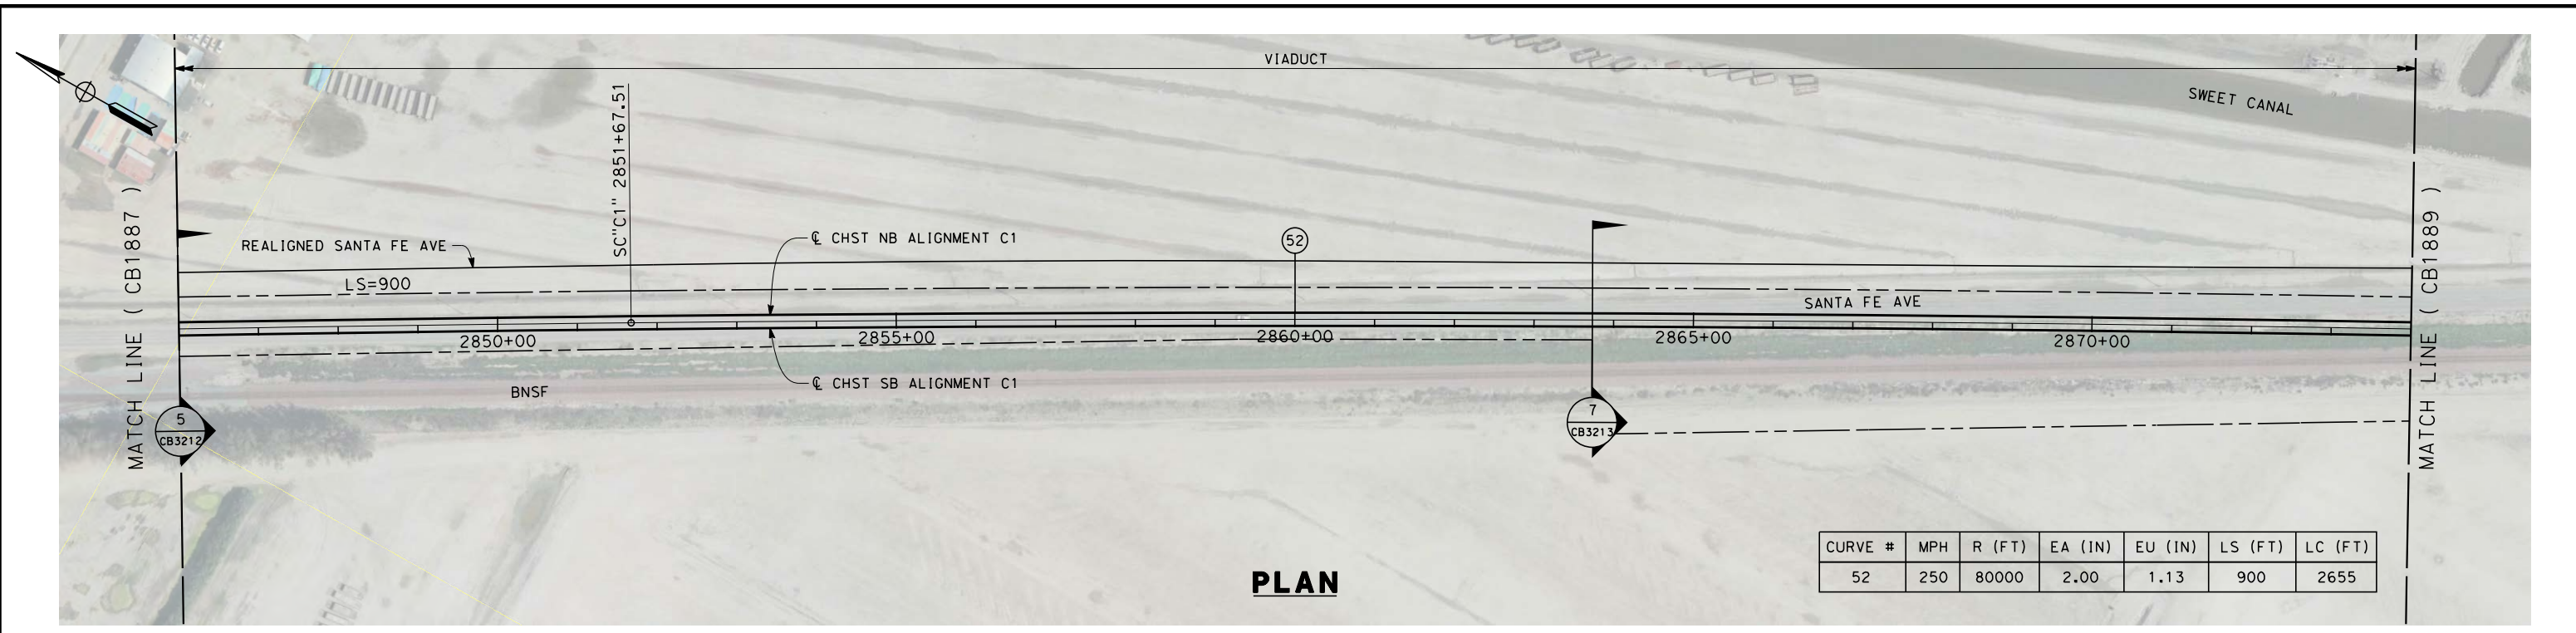 VIADUCT
SWEET CANAL
SC"C1" 2851+67.51
MATCH LINE ( CB1887 )
REALIGNED SANTA FE AVE
℄ CHST NB ALIGNMENT C1
52
LS=900
SANTA FE AVE
2850+00
2855+00
2860+00
2865+00
2870+00
℄ CHST SB ALIGNMENT C1
BNSF
5
CB3212
7
CB3213
MATCH LINE ( CB1889 )
PLAN
CURVE # MPH R (FT) EA (IN) EU (IN) LS (FT) LC (FT)
52 250 80000 2.00 1.13 900 2655